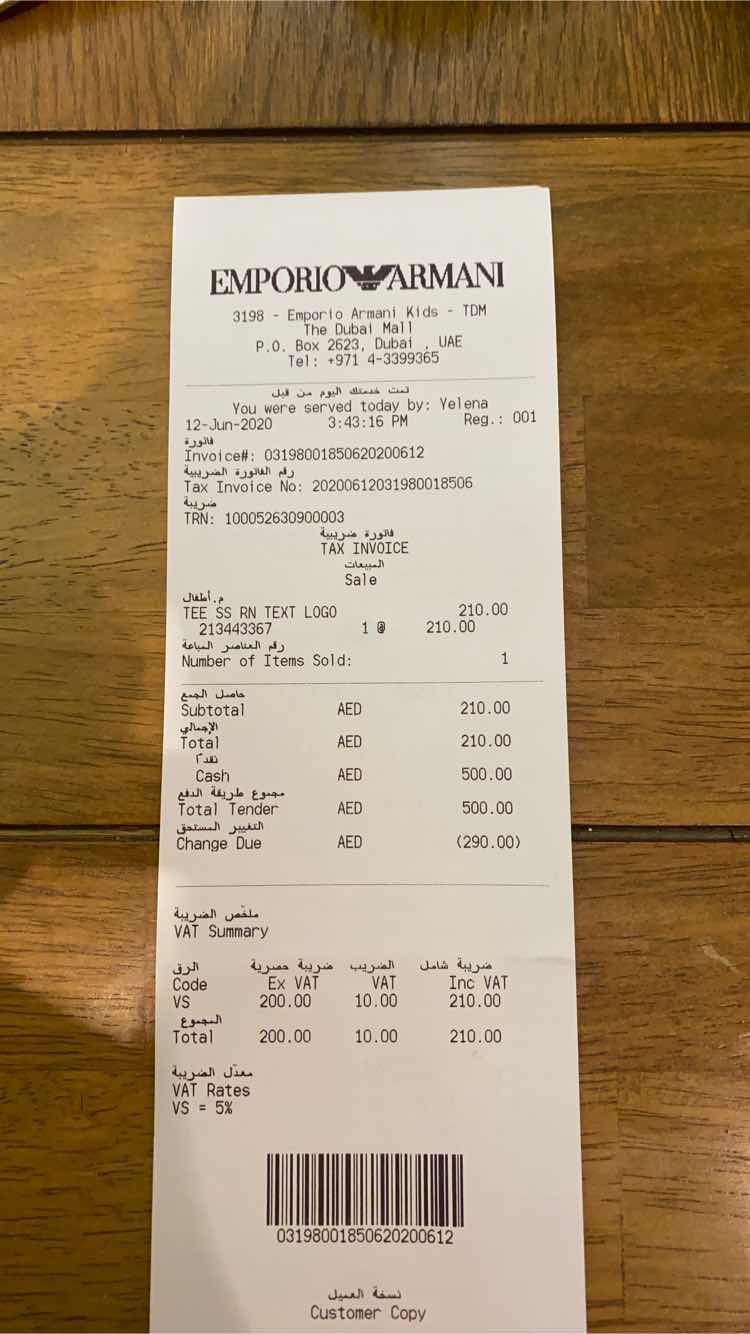 EMPORIO ARMANI
3198 - Emporio Armani Kids - TDM
The Dubai Mall
P.O. Box 2623, Dubai , UAE
Tel: +971 4-3399365
تمت خدمتك اليوم من قبل
You were served today by: Yelena
12-Jun-2020 3:43:16 PM Reg.: 001
فاتورة
Invoice#: 03198001850620200612
رقم الفاتورة الضريبية
Tax Invoice No: 20200612031980018506
ضريبة
TRN: 100052630900003
فاتورة ضريبية
TAX INVOICE
المبيعات
Sale
م.أطفال
TEE SS RN TEXT LOGO 210.00
213443367 1 @ 210.00
رقم العناصر المباعة
Number of Items Sold: 1
حاصل الجمع
Subtotal AED 210.00
الإجمالي
Total AED 210.00
نقداً
Cash AED 500.00
مجموع طريقة الدفع
Total Tender AED 500.00
التغيير المستحق
Change Due AED (290.00)
ملخّص الضريبة
VAT Summary
الرق ضريبة حصرية الضريب ضريبة شامل
Code Ex VAT VAT Inc VAT
VS 200.00 10.00 210.00
المجموع
Total 200.00 10.00 210.00
معدّل الضريبة
VAT Rates
VS = 5%
03198001850620200612
نسخة العميل
Customer Copy